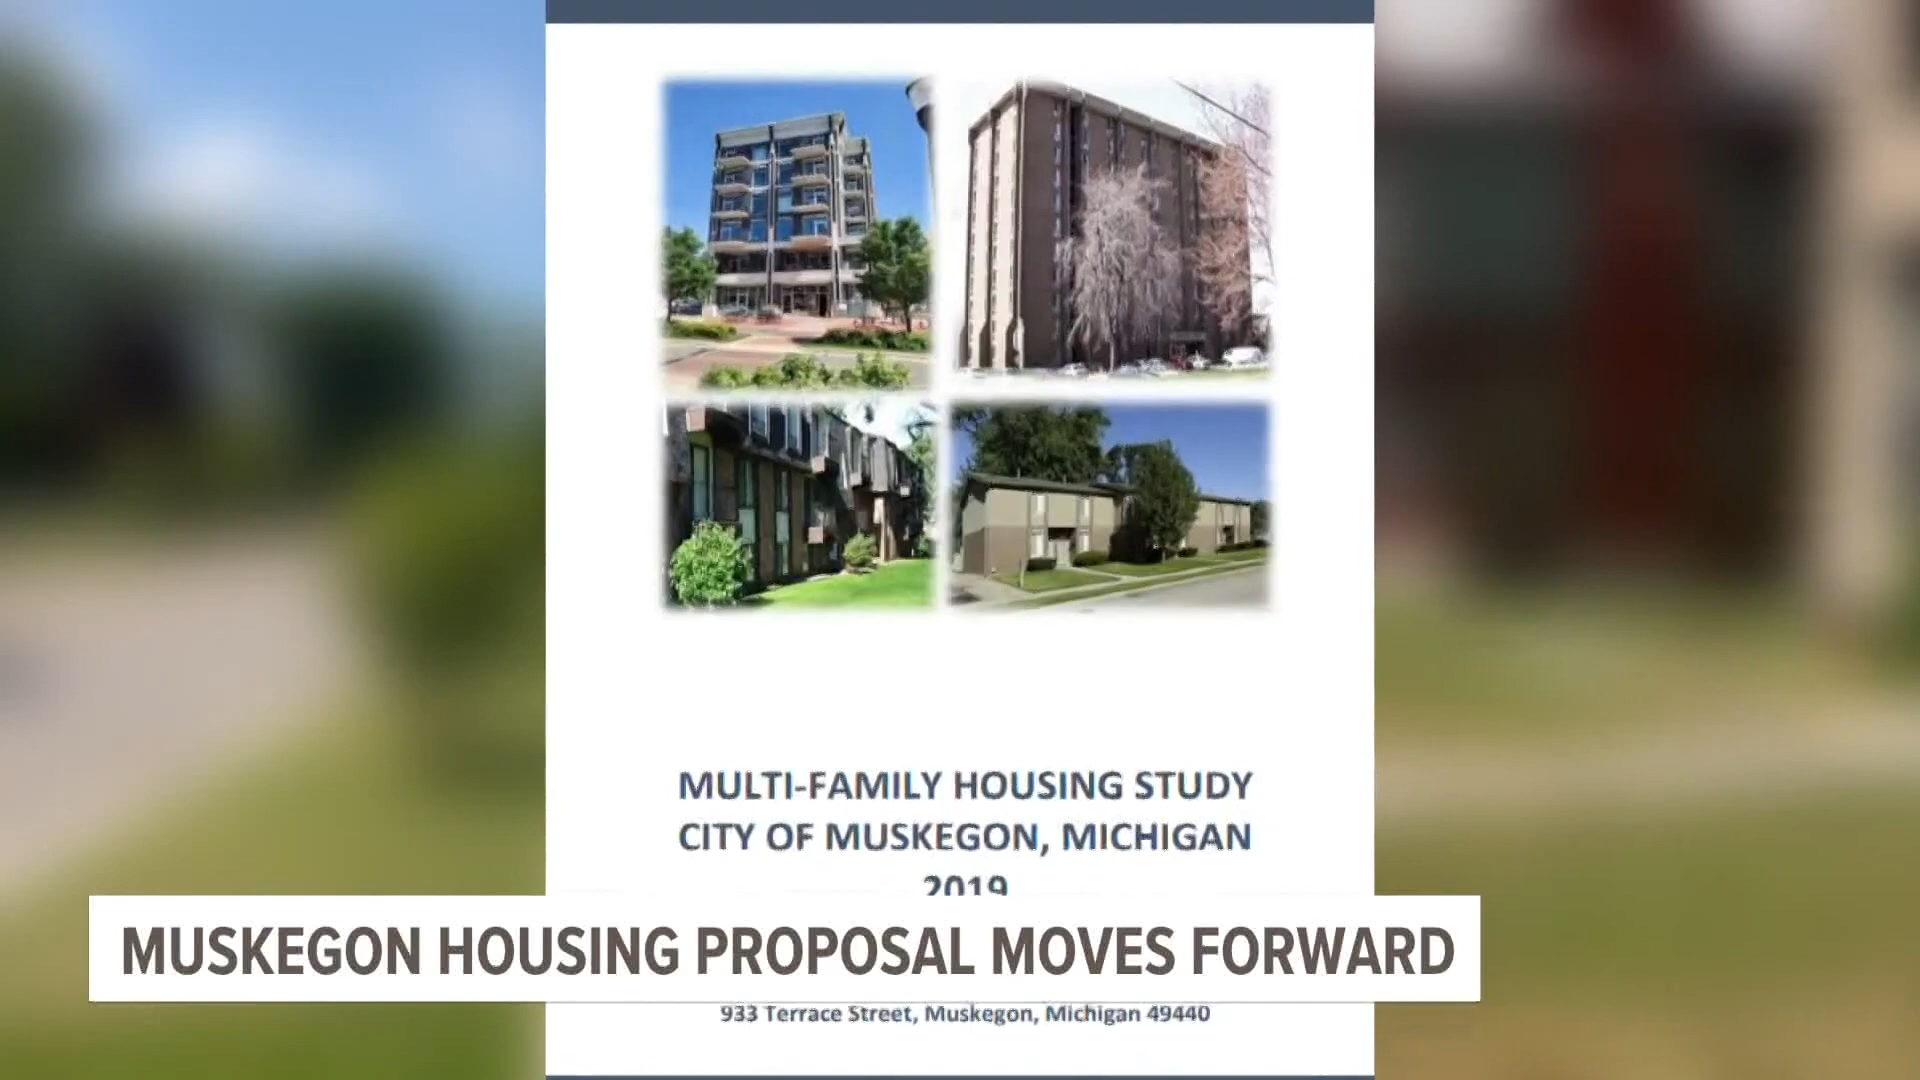 MULTI-FAMILY HOUSING STUDY
CITY OF MUSKEGON, MICHIGAN
2019
MUSKEGON HOUSING PROPOSAL MOVES FORWARD
933 Terrace Street, Muskegon, Michigan 49440